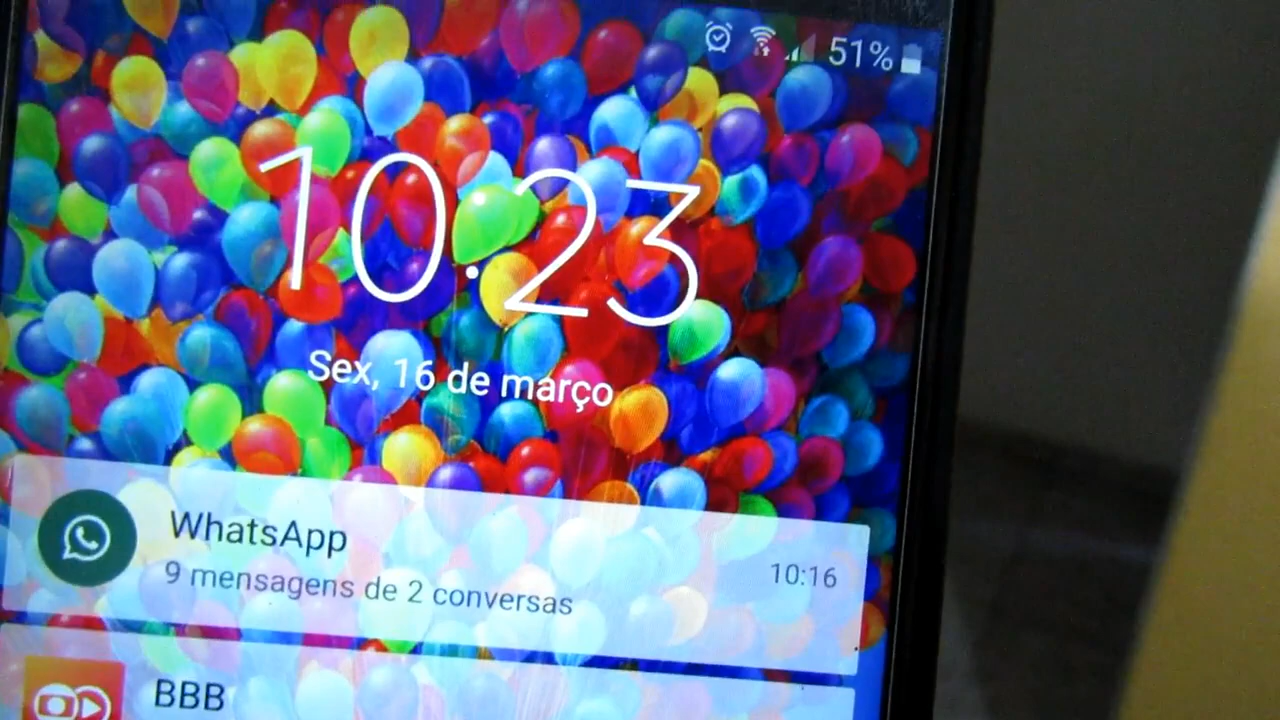 51%
10:23
Sex, 16 de março
WhatsApp
9 mensagens de 2 conversas
10:16
BBB